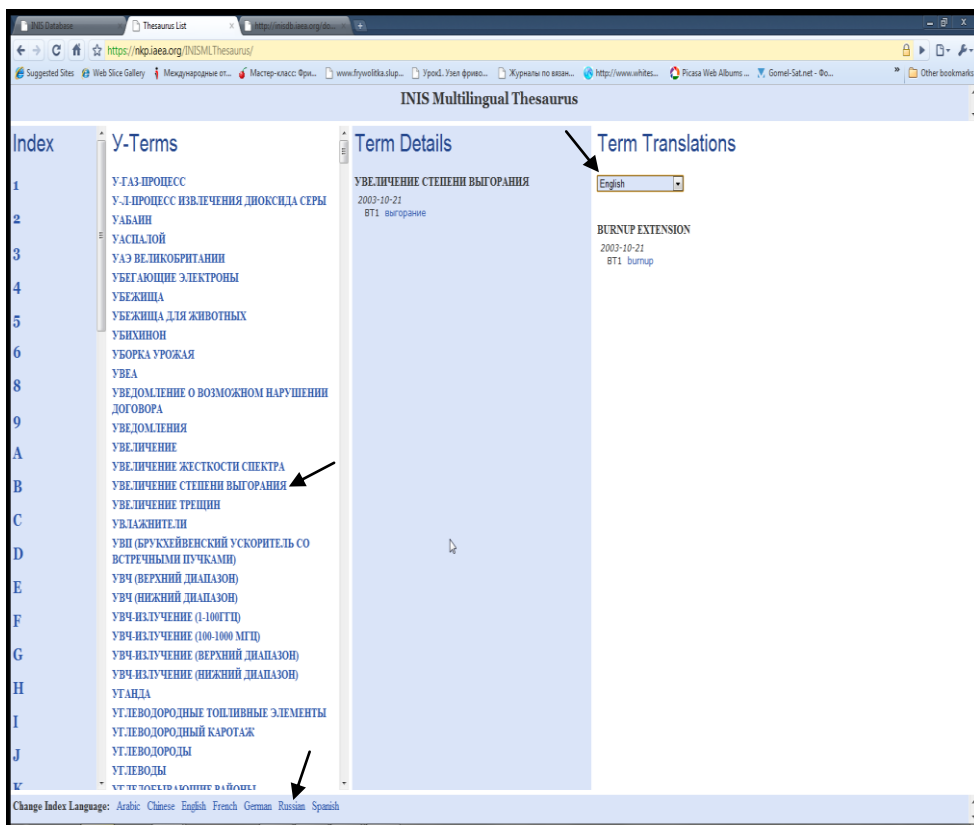 INIS Database
Thesaurus List
http://inisdb.iaea.org/do...
https://nkp.iaea.org/INISMLThesaurus/
Suggested Sites
Web Slice Gallery
Международные от...
Мастер-класс Фри...
www.frywolitka.slup...
Урок1. Узел фриво...
Журналы по вязан...
http://www.whites...
Picasa Web Albums ...
Gomel-Sat.net - Фо...
»
Other bookmarks
INIS Multilingual Thesaurus
Index
1
2
3
4
5
6
8
9
A
B
C
D
E
F
G
H
I
J
K
У-Terms
У-ГАЗ-ПРОЦЕСС
У-Л-ПРОЦЕСС ИЗВЛЕЧЕНИЯ ДИОКСИДА СЕРЫ
УАБАИН
УАСПАЛОЙ
УАЭ ВЕЛИКОБРИТАНИИ
УБЕГАЮЩИЕ ЭЛЕКТРОНЫ
УБЕЖИЩА
УБЕЖИЩА ДЛЯ ЖИВОТНЫХ
УБИХИНОН
УБОРКА УРОЖАЯ
УВЕА
УВЕДОМЛЕНИЕ О ВОЗМОЖНОМ НАРУШЕНИИ
ДОГОВОРА
УВЕДОМЛЕНИЯ
УВЕЛИЧЕНИЕ
УВЕЛИЧЕНИЕ ЖЕСТКОСТИ СПЕКТРА
УВЕЛИЧЕНИЕ СТЕПЕНИ ВЫГОРАНИЯ
УВЕЛИЧЕНИЕ ТРЕЩИН
УВЛАЖНИТЕЛИ
УВП (БРУКХЕЙВЕНСКИЙ УСКОРИТЕЛЬ СО
ВСТРЕЧНЫМИ ПУЧКАМИ)
УВЧ (ВЕРХНИЙ ДИАПАЗОН)
УВЧ (НИЖНИЙ ДИАПАЗОН)
УВЧ-ИЗЛУЧЕНИЕ (1-100ГГЦ)
УВЧ-ИЗЛУЧЕНИЕ (100-1000 МГЦ)
УВЧ-ИЗЛУЧЕНИЕ (ВЕРХНИЙ ДИАПАЗОН)
УВЧ-ИЗЛУЧЕНИЕ (НИЖНИЙ ДИАПАЗОН)
УГАНДА
УГЛЕВОДОРОДНЫЕ ТОПЛИВНЫЕ ЭЛЕМЕНТЫ
УГЛЕВОДОРОДНЫЙ КАРОТАЖ
УГЛЕВОДОРОДЫ
УГЛЕВОДЫ
УГЛЕДОБЫВАЮЩИЕ РАЙОНЫ
Term Details
УВЕЛИЧЕНИЕ СТЕПЕНИ ВЫГОРАНИЯ
2003-10-21
BT1 выгорание
Term Translations
English
BURNUP EXTENSION
2003-10-21
BT1 burnup
Change Index Language: Arabic Chinese English French German Russian Spanish